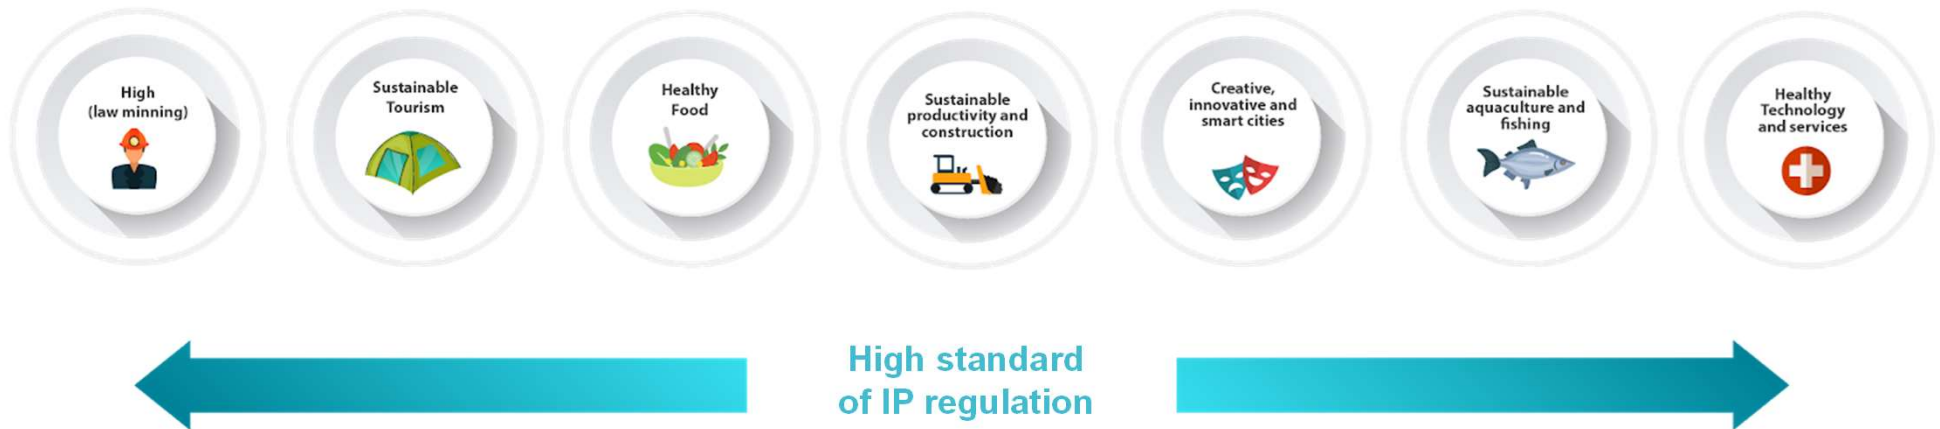 High
(law minning)
Sustainable
Tourism
Healthy
Food
Sustainable
productivity and
construction
Creative,
innovative and
smart cities
Sustainable
aquaculture and
fishing
Healthy
Technology
and services
High standard
of IP regulation